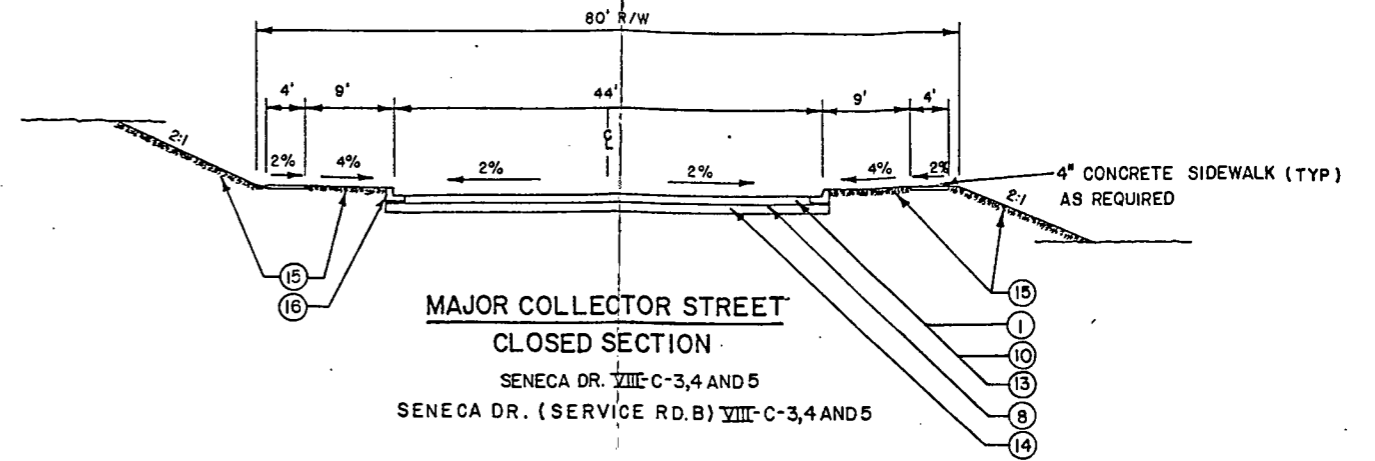 80' R/W
4' 9' 44' 9' 4'
CL
2:1 2% 4% 2% 2% 4% 2% 2:1
4" CONCRETE SIDEWALK (TYP)
AS REQUIRED
15 16 15
MAJOR COLLECTOR STREET
CLOSED SECTION
SENECA DR. VIII-C-3,4 AND 5
SENECA DR. (SERVICE RD. B) VIII-C-3,4 AND 5
1
10
13
8
14